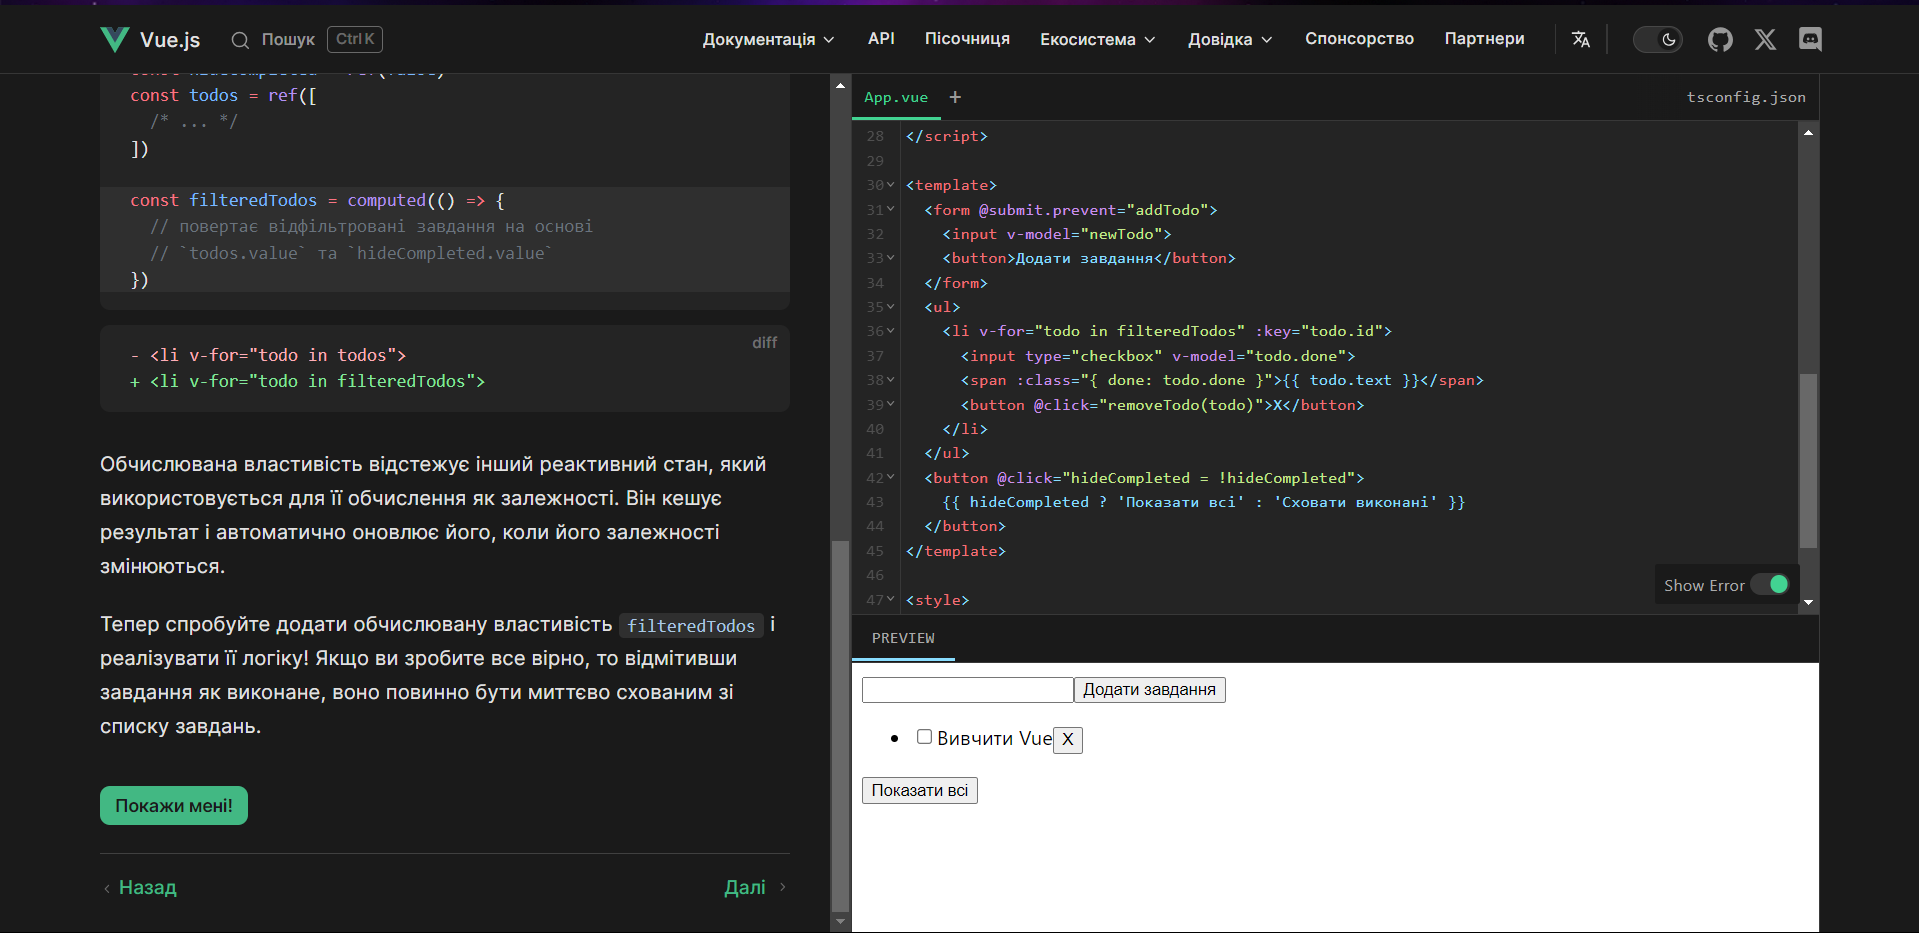 Vue.js
Пошук
Ctrl K
Документація
API
Пісочниця
Екосистема
Довідка
Спонсорство
Партнери
const todos = ref([
/* ... */
])
const filteredTodos = computed(() => {
// повертає відфільтровані завдання на основі
// `todos.value` та `hideCompleted.value`
})
diff
- <li v-for="todo in todos">
+ <li v-for="todo in filteredTodos">
Обчислювана властивість відстежує інший реактивний стан, який
використовується для її обчислення як залежності. Він кешує
результат і автоматично оновлює його, коли його залежності
змінюються.
Тепер спробуйте додати обчислювану властивість filteredTodos і
реалізувати її логіку! Якщо ви зробите все вірно, то відмітивши
завдання як виконане, воно повинно бути миттєво схованим зі
списку завдань.
Покажи мені!
‹ Назад
Далі ›
App.vue +
tsconfig.json
28 </script>
29
30 <template>
31 <form @submit.prevent="addTodo">
32 <input v-model="newTodo">
33 <button>Додати завдання</button>
34 </form>
35 <ul>
36 <li v-for="todo in filteredTodos" :key="todo.id">
37 <input type="checkbox" v-model="todo.done">
38 <span :class="{ done: todo.done }">{{ todo.text }}</span>
39 <button @click="removeTodo(todo)">X</button>
40 </li>
41 </ul>
42 <button @click="hideCompleted = !hideCompleted">
43 {{ hideCompleted ? 'Показати всі' : 'Сховати виконані' }}
44 </button>
45 </template>
46
47 <style>
Show Error
PREVIEW
Додати завдання
Вивчити Vue X
Показати всі